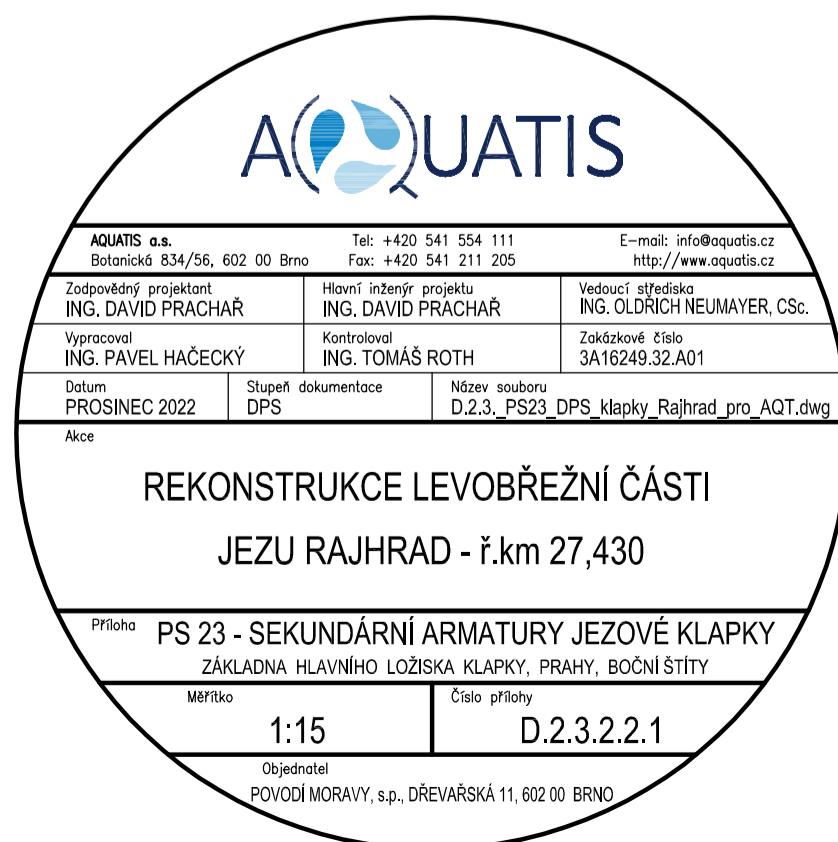 AQUATIS
AQUATIS a.s. Tel: +420 541 554 111 E-mail: info@aquatis.cz
Botanická 834/56, 602 00 Brno Fax: +420 541 211 205 http://www.aquatis.cz
Zodpovědný projektant Hlavní inženýr projektu Vedoucí střediska
ING. DAVID PRACHAŘ ING. DAVID PRACHAŘ ING. OLDŘICH NEUMAYER, CSc.
Vypracoval Kontroloval Zakázkové číslo
ING. PAVEL HAČECKÝ ING. TOMÁŠ ROTH 3A16249.32.A01
Datum Stupeň dokumentace Název souboru
PROSINEC 2022 DPS D.2.3._PS23_DPS_klapky_Rajhrad_pro_AQT.dwg
Akce
REKONSTRUKCE LEVOBŘEŽNÍ ČÁSTI
JEZU RAJHRAD - ř.km 27,430
Příloha PS 23 - SEKUNDÁRNÍ ARMATURY JEZOVÉ KLAPKY
ZÁKLADNA HLAVNÍHO LOŽISKA KLAPKY, PRAHY, BOČNÍ ŠTÍTY
Měřítko Číslo přílohy
1:15 D.2.3.2.2.1
Objednatel
POVODÍ MORAVY, s.p., DŘEVAŘSKÁ 11, 602 00 BRNO